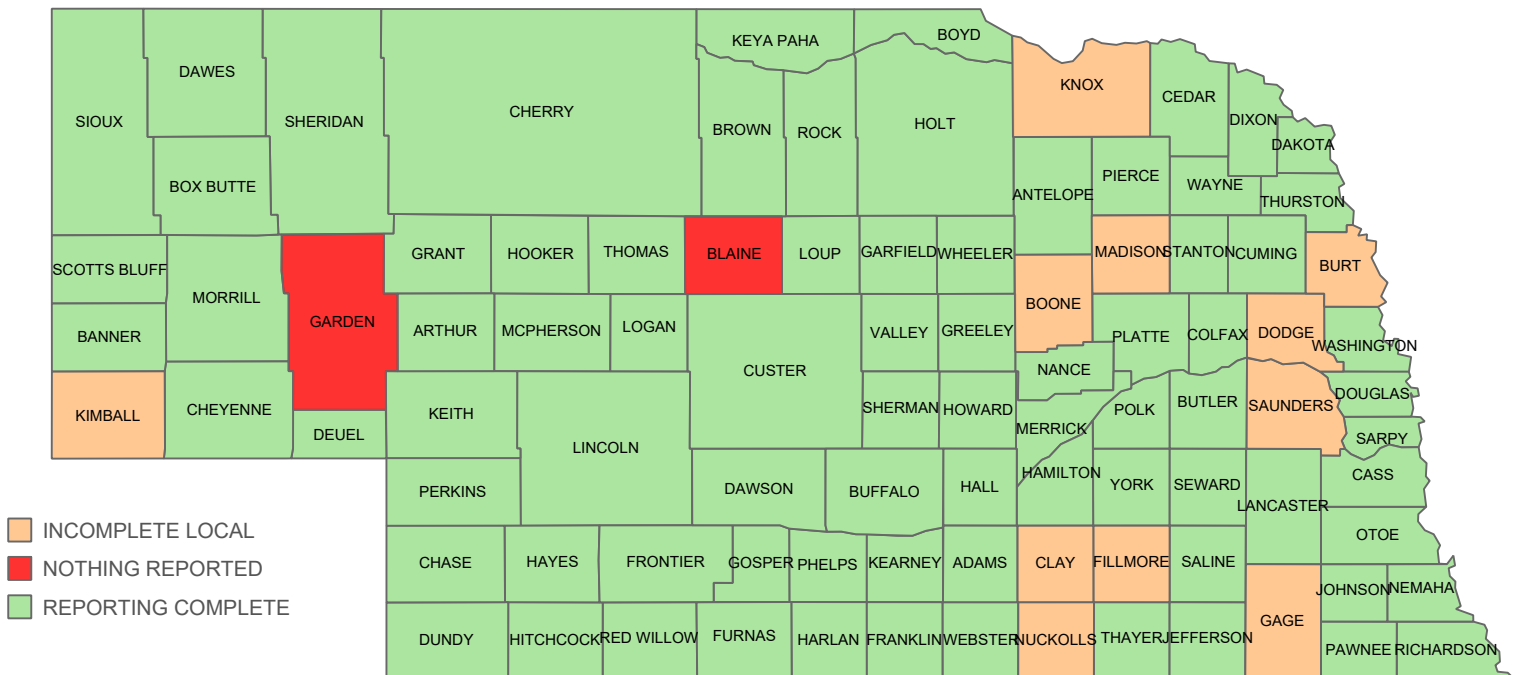 KEYA PAHA
BOYD
DAWES
KNOX
CEDAR
SIOUX
SHERIDAN
CHERRY
BROWN
ROCK
HOLT
DIXON
DAKOTA
BOX BUTTE
ANTELOPE
PIERCE
WAYNE
THURSTON
SCOTTS BLUFF
GRANT
HOOKER
THOMAS
BLAINE
LOUP
GARFIELD
WHEELER
MADISON
STANTON
CUMING
BURT
MORRILL
BOONE
BANNER
GARDEN
ARTHUR
MCPHERSON
LOGAN
VALLEY
GREELEY
PLATTE
COLFAX
DODGE
WASHINGTON
CUSTER
NANCE
KIMBALL
CHEYENNE
KEITH
SHERMAN
HOWARD
POLK
BUTLER
SAUNDERS
DOUGLAS
DEUEL
LINCOLN
MERRICK
SARPY
PERKINS
DAWSON
BUFFALO
HALL
HAMILTON
YORK
SEWARD
LANCASTER
CASS
INCOMPLETE LOCAL
OTOE
NOTHING REPORTED
CHASE
HAYES
FRONTIER
GOSPER
PHELPS
KEARNEY
ADAMS
CLAY
FILLMORE
SALINE
JOHNSON
NEMAHA
REPORTING COMPLETE
DUNDY
HITCHCOCK
RED WILLOW
FURNAS
HARLAN
FRANKLIN
WEBSTER
NUCKOLLS
THAYER
JEFFERSON
GAGE
PAWNEE
RICHARDSON